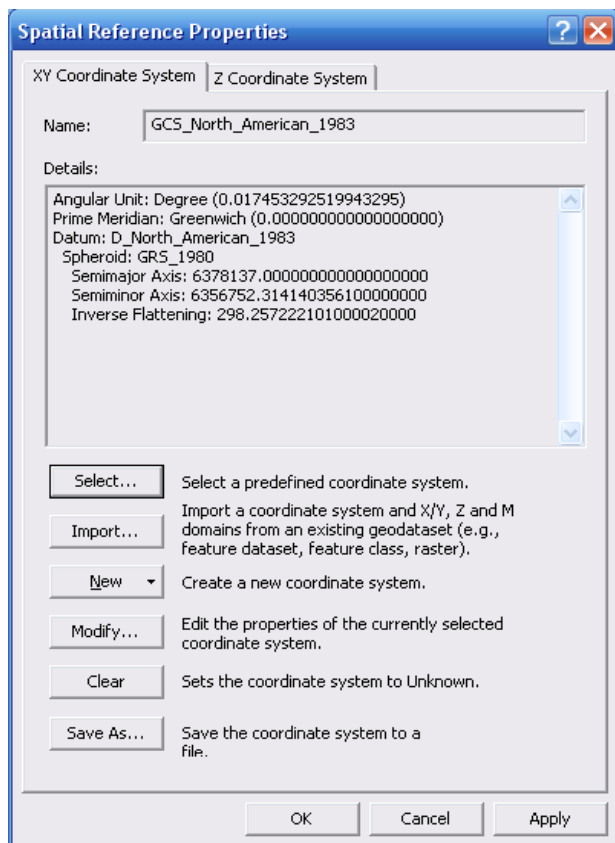 Spatial Reference Properties
XY Coordinate System
Z Coordinate System
Name:
GCS_North_American_1983
Details:
Angular Unit: Degree (0.017453292519943295)
Prime Meridian: Greenwich (0.000000000000000000)
Datum: D_North_American_1983
Spheroid: GRS_1980
Semimajor Axis: 6378137.000000000000000000
Semiminor Axis: 6356752.314140356100000000
Inverse Flattening: 298.257222101000020000
Select...
Select a predefined coordinate system.
Import...
Import a coordinate system and X/Y, Z and M
domains from an existing geodataset (e.g.,
feature dataset, feature class, raster).
New
Create a new coordinate system.
Modify...
Edit the properties of the currently selected
coordinate system.
Clear
Sets the coordinate system to Unknown.
Save As...
Save the coordinate system to a
file.
OK
Cancel
Apply